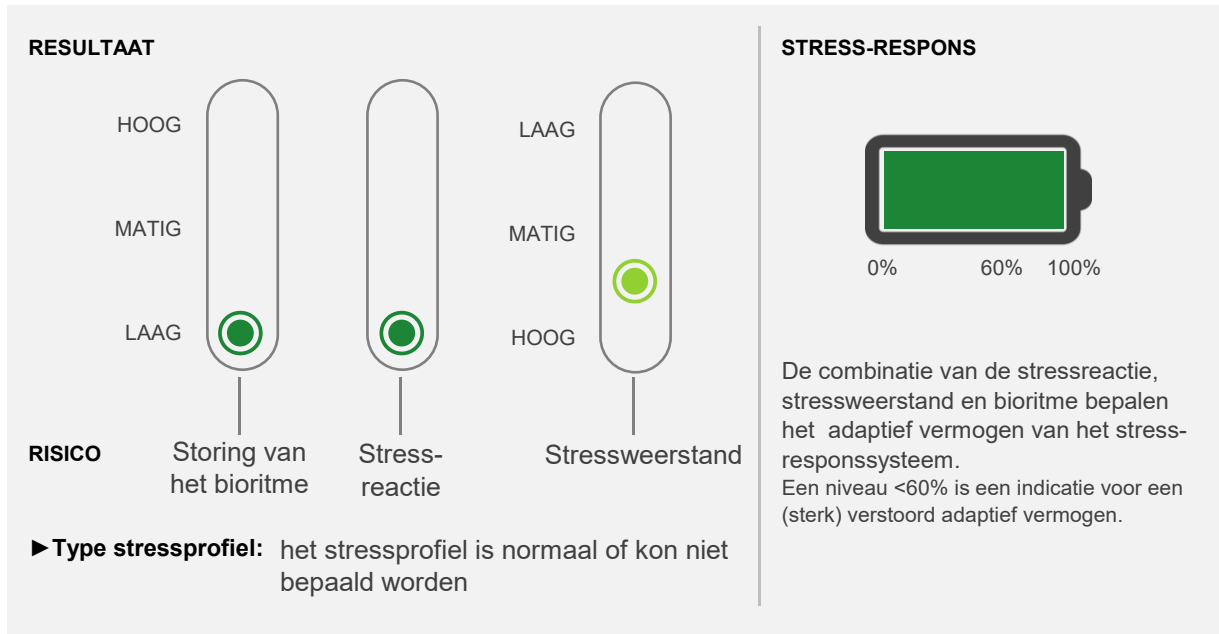 RESULTAAT
HOOG
MATIG
LAAG
LAAG
MATIG
HOOG
RISICO
Storing van
het bioritme
Stress-
reactie
Stressweerstand
►Type stressprofiel: het stressprofiel is normaal of kon niet
bepaald worden
STRESS-RESPONS
0% 60% 100%
De combinatie van de stressreactie,
stressweerstand en bioritme bepalen
het adaptief vermogen van het stress-
responssysteem.
Een niveau <60% is een indicatie voor een
(sterk) verstoord adaptief vermogen.